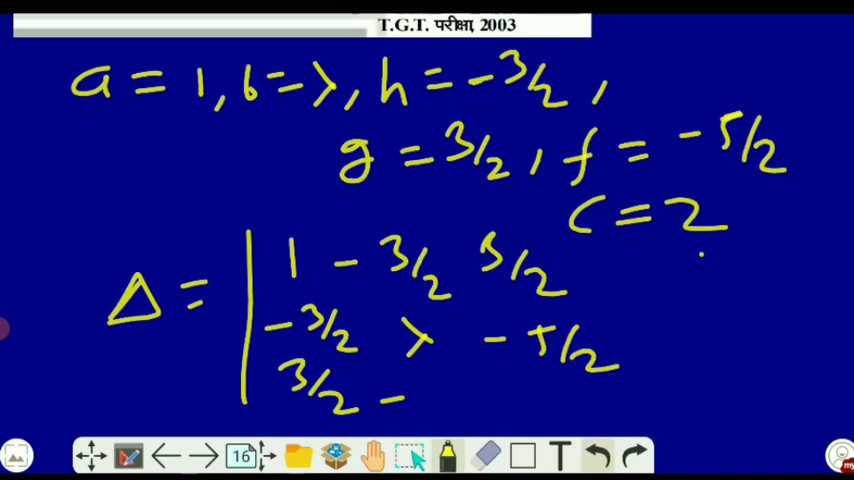 T.G.T. परीक्षा, 2003
a = 1, b = λ, h = -3/2,
g = 3/2, f = -5/2
c = 2
Δ = | 1 -3/2 3/2
-3/2 λ -5/2
3/2 -
16
T
my